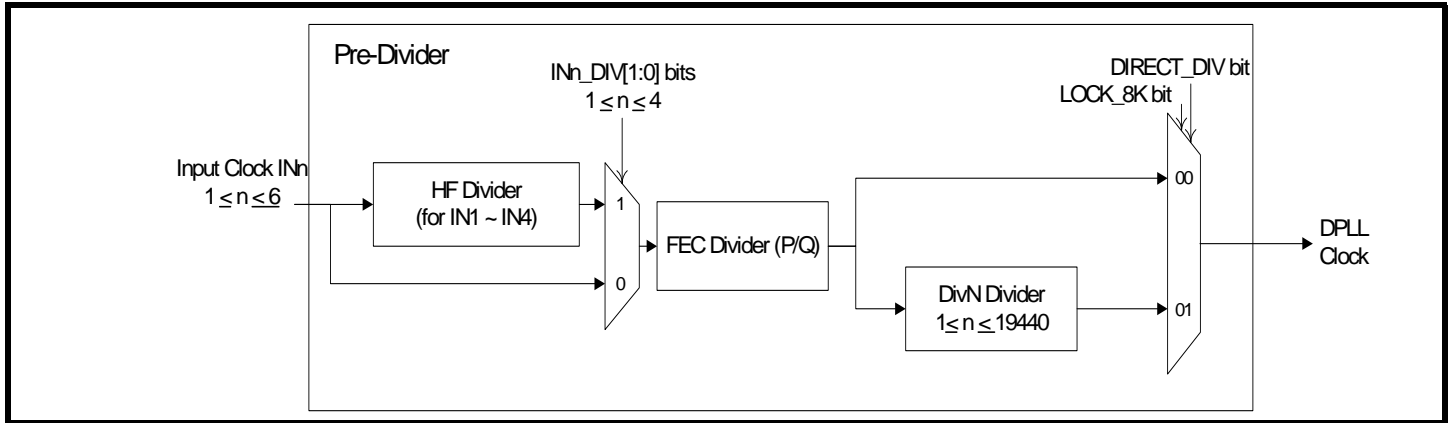 Pre-Divider
INn_DIV[1:0] bits
1 ≤ n ≤ 4
DIRECT_DIV bit
LOCK_8K bit
Input Clock INn
1 ≤ n ≤ 6
HF Divider
(for IN1 ~ IN4)
1
0
FEC Divider (P/Q)
00
DivN Divider
1≤ n ≤ 19440
01
DPLL
Clock